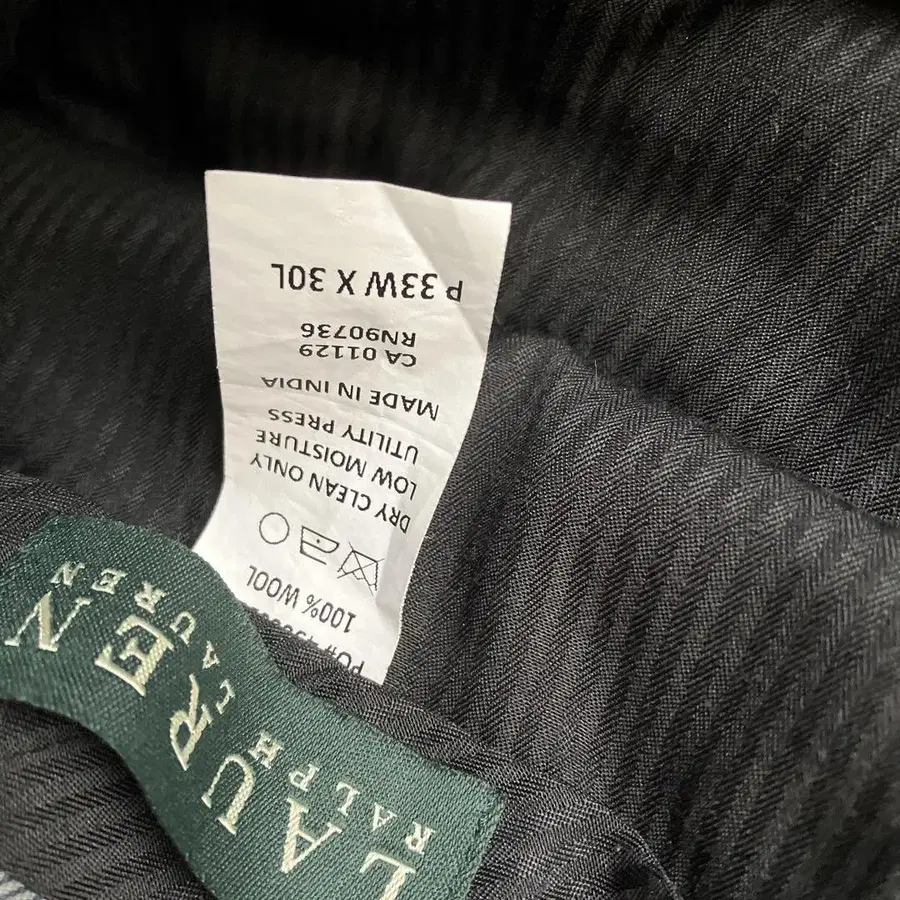 LAUREN
RALPH LAUREN
100% WOOL
DRY CLEAN ONLY
LOW MOISTURE
UTILITY PRESS
MADE IN INDIA
CA 01129
RN90736
P 33W X 30L